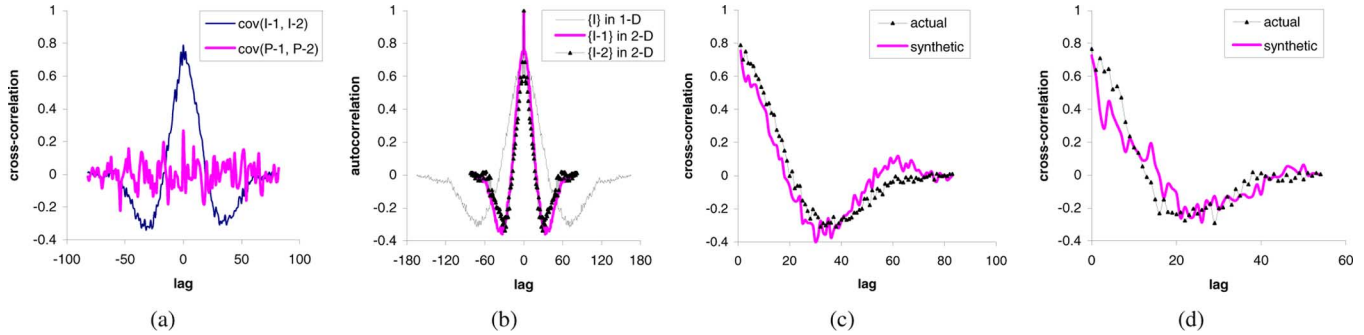 cross-correlation
1
0.8
0.6
0.4
0.2
0
-0.2
-0.4
-100
-50
0
50
100
lag
cov(I-1, I-2)
cov(P-1, P-2)
(a)
autocorrelation
1
0.8
0.6
0.4
0.2
0
-0.2
-0.4
-180
-120
-60
0
60
120
180
lag
{I} in 1-D
{I-1} in 2-D
{I-2} in 2-D
(b)
cross-correlation
1
0.8
0.6
0.4
0.2
0
-0.2
-0.4
0
20
40
60
80
100
lag
actual
synthetic
(c)
cross-correlation
1
0.8
0.6
0.4
0.2
0
-0.2
-0.4
0
10
20
30
40
50
60
lag
actual
synthetic
(d)